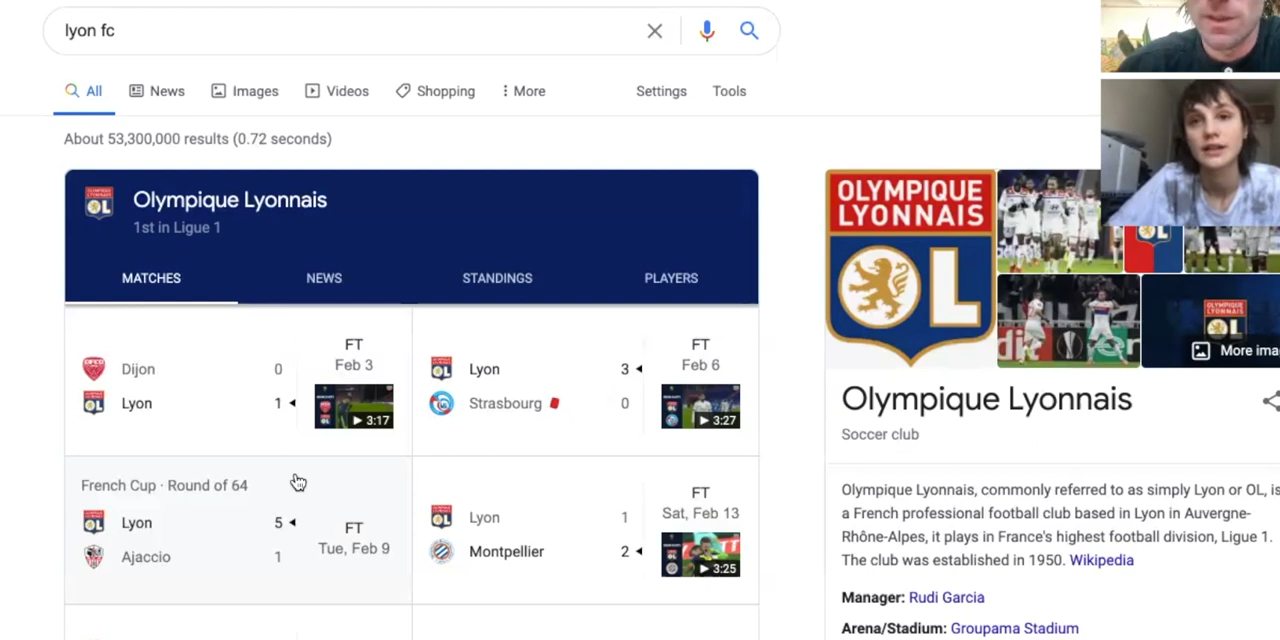 lyon fc
All
News
Images
Videos
Shopping
More
Settings
Tools
About 53,300,000 results (0.72 seconds)
Olympique Lyonnais
1st in Ligue 1
MATCHES
NEWS
STANDINGS
PLAYERS
FT
Feb 3
Dijon 0
Lyon 1
3:17
FT
Feb 6
Lyon 3
Strasbourg 0
3:27
French Cup · Round of 64
Lyon 5
Ajaccio 1
FT
Tue, Feb 9
FT
Sat, Feb 13
Lyon 1
Montpellier 2
3:25
OLYMPIQUE
LYONNAIS
OL
More ima
Olympique Lyonnais
Soccer club
Olympique Lyonnais, commonly referred to as simply Lyon or OL, is
a French professional football club based in Lyon in Auvergne-
Rhône-Alpes, it plays in France's highest football division, Ligue 1.
The club was established in 1950. Wikipedia
Manager: Rudi Garcia
Arena/Stadium: Groupama Stadium